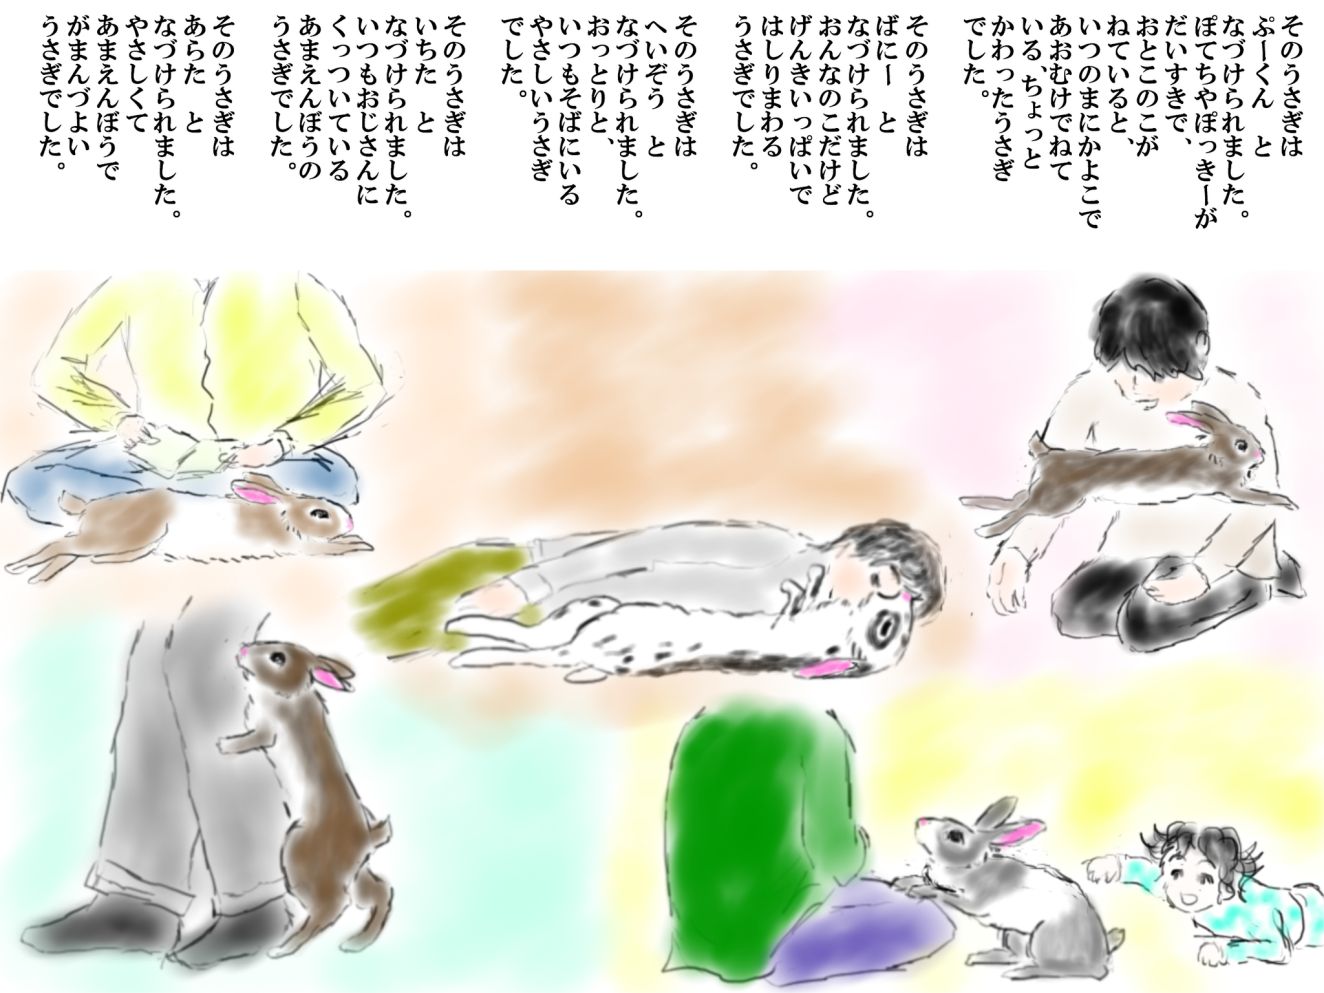 そのうさぎは
ぷーくん　と
なづけられました。
ぽてちやぽっきーが
だいすきで、
おとこのこが
ねていると、
いつのまにかよこで
あおむけでねて
いる、ちょっと
かわったうさぎ
でした。
そのうさぎは
ばにー　と
なづけられました。
おんなのこだけど
げんきいっぱいで
はしりまわる
うさぎでした。
そのうさぎは
へいぞう　と
なづけられました。
おっとりと、
いつもそばにいる
やさしいうさぎ
でした。
そのうさぎは
いちた　と
なづけられました。
いつもおじさんに
くっついている
あまえんぼうの
うさぎでした。
そのうさぎは
あらた　と
なづけられました。
やさしくて
あまえんぼうで
がまんづよい
うさぎでした。